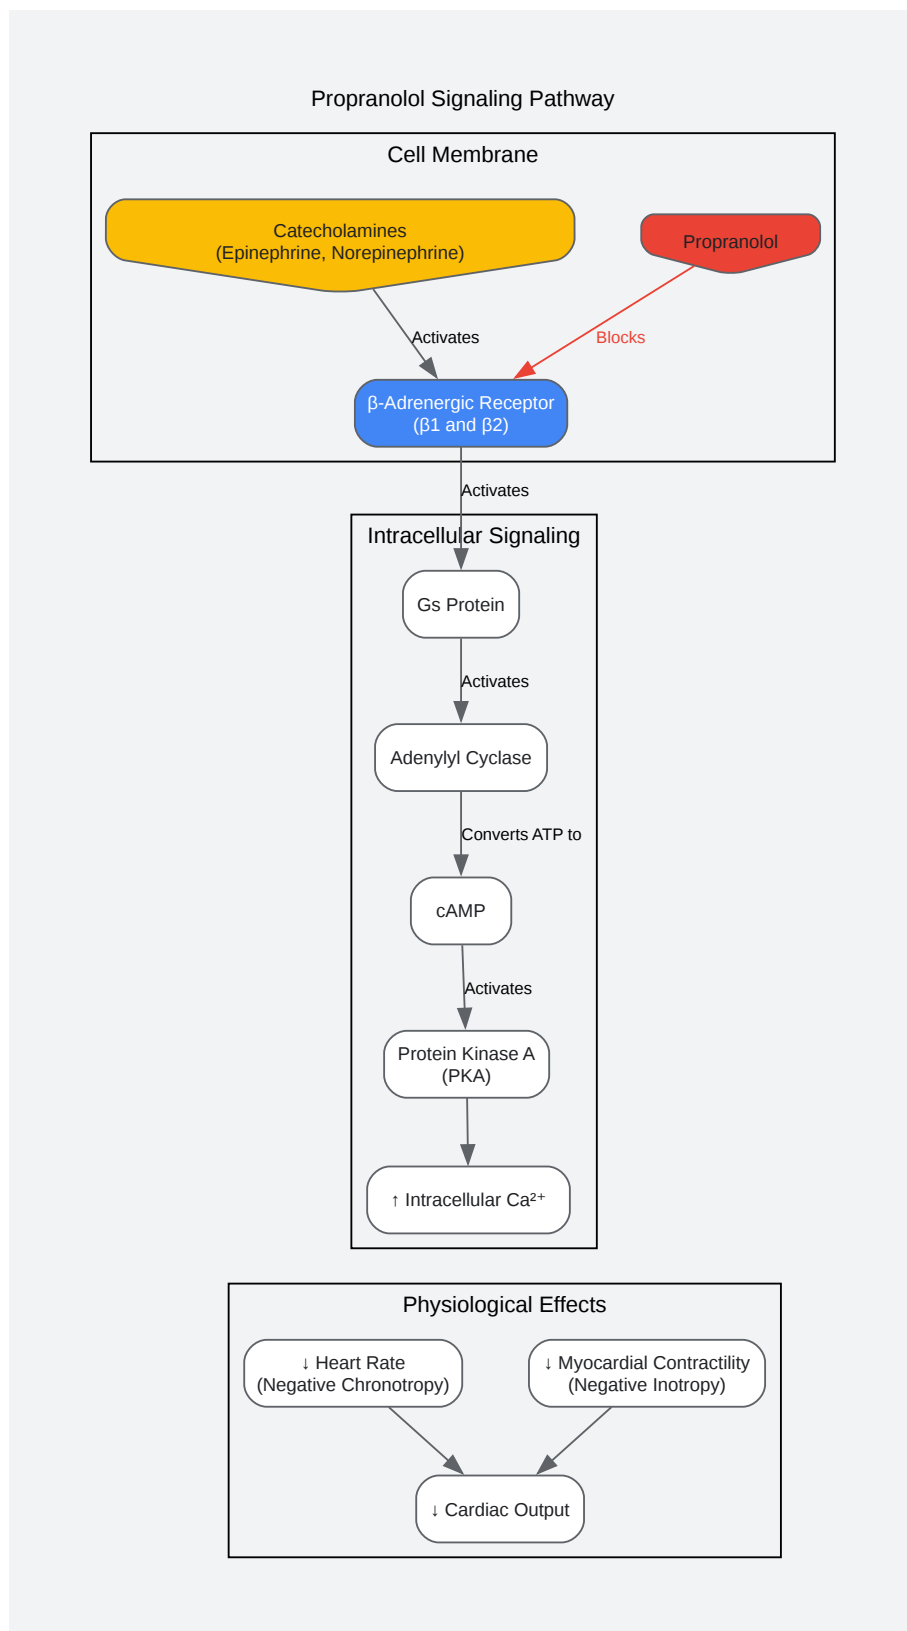 Propranolol Signaling Pathway
Cell Membrane
Catecholamines
(Epinephrine, Norepinephrine)
Propranolol
Activates
Blocks
β-Adrenergic Receptor
(β1 and β2)
Activates
Intracellular Signaling
Gs Protein
Activates
Adenylyl Cyclase
Converts ATP to
cAMP
Activates
Protein Kinase A
(PKA)
↑ Intracellular Ca²⁺
Physiological Effects
↓ Heart Rate
(Negative Chronotropy)
↓ Myocardial Contractility
(Negative Inotropy)
↓ Cardiac Output